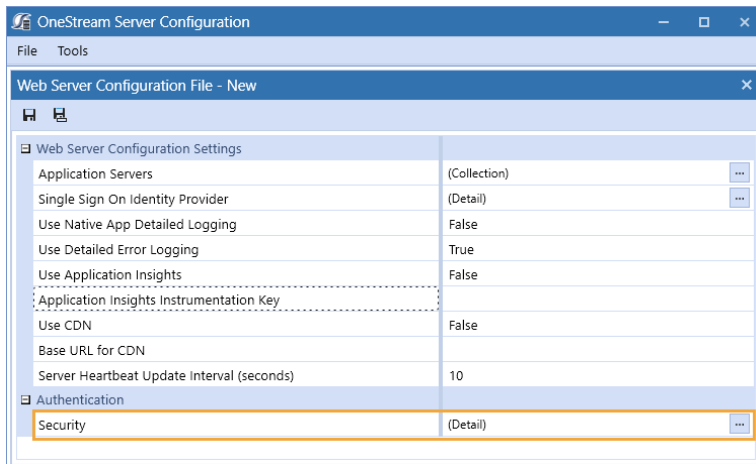 OneStream Server Configuration
File Tools
Web Server Configuration File - New
Web Server Configuration Settings
Application Servers (Collection) ...
Single Sign On Identity Provider (Detail) ...
Use Native App Detailed Logging False
Use Detailed Error Logging True
Use Application Insights False
Application Insights Instrumentation Key
Use CDN False
Base URL for CDN
Server Heartbeat Update Interval (seconds) 10
Authentication
Security (Detail) ...